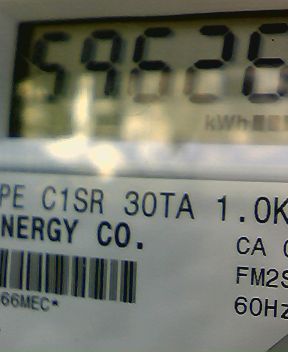 59626
kWh
PE C1SR 30TA 1.0K
NERGY CO.
CA
FM2S
66MEC*
60Hz